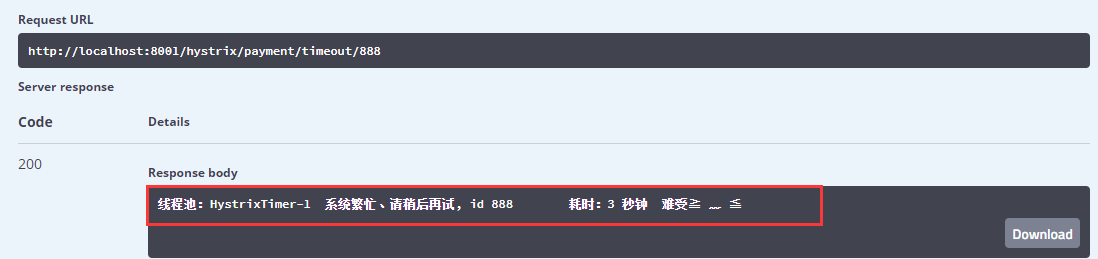 Request URL
http://localhost:8001/hystrix/payment/timeout/888
Server response
Code Details
200
Response body
线程池：HystrixTimer-1 系统繁忙、请稍后再试, id 888 耗时：3 秒钟 难受≧ ﹏ ≦
Download